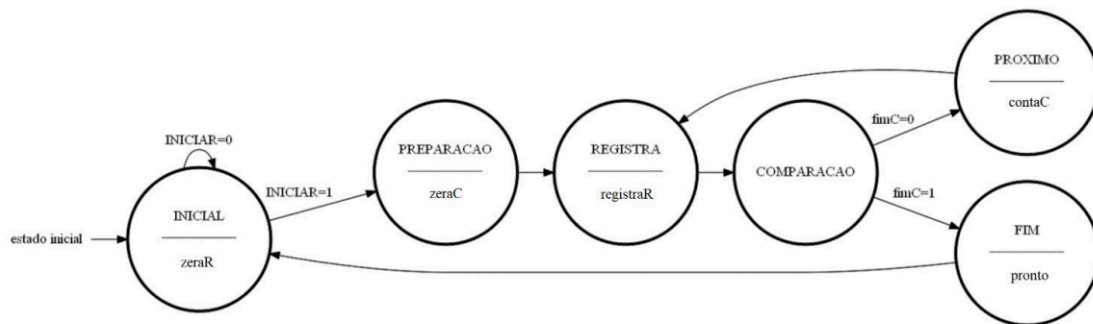 estado inicial
INICIAR=0
INICIAL
zeraR
INICIAR=1
PREPARACAO
zeraC
REGISTRA
registraR
COMPARACAO
fimC=0
PROXIMO
contaC
fimC=1
FIM
pronto